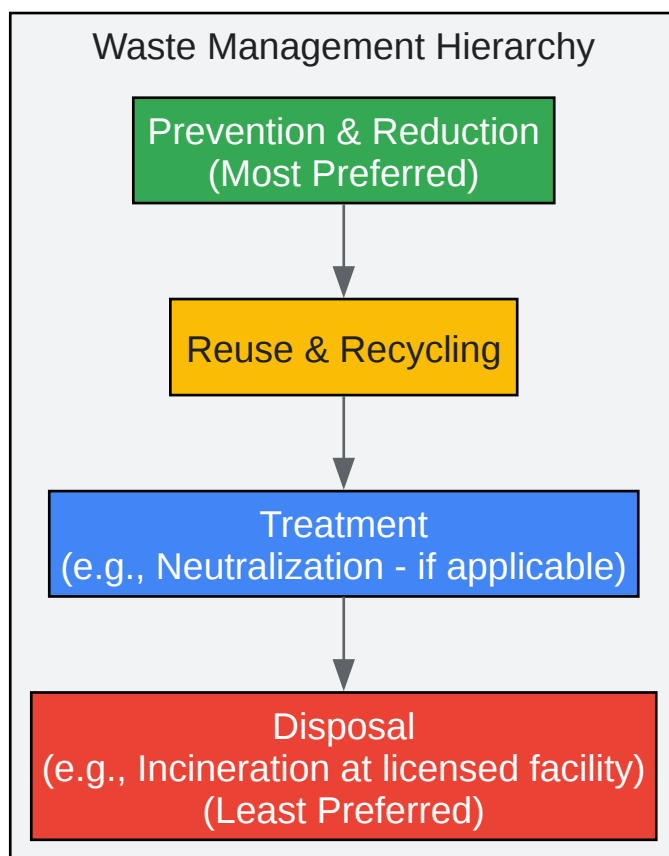 Waste Management Hierarchy
Prevention & Reduction
(Most Preferred)
Reuse & Recycling
Treatment
(e.g., Neutralization - if applicable)
Disposal
(e.g., Incineration at licensed facility)
(Least Preferred)